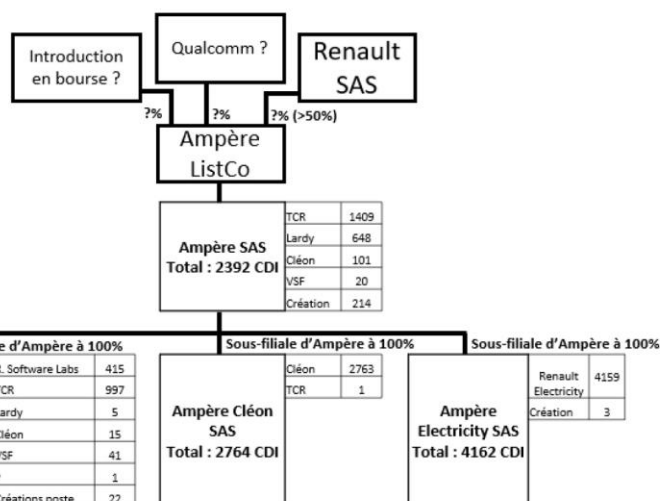 Introduction
en bourse ?
Qualcomm ?
Renault
SAS
?%
?%
?% (>50%)
Ampère
ListCo
Ampère SAS
Total : 2392 CDI
TCR 1409
Lardy 648
Cléon 101
VSF 20
Création 214
e d’Ampère à 100%
Sous-filiale d’Ampère à 100%
Sous-filiale d’Ampère à 100%
. Software Labs 415
CR 997
ardy 5
léon 15
VSF 41
1
réations poste 22
Ampère Cléon
SAS
Total : 2764 CDI
Cléon 2763
TCR 1
Ampère
Electricity SAS
Total : 4162 CDI
Renault
Electricity 4159
Création 3